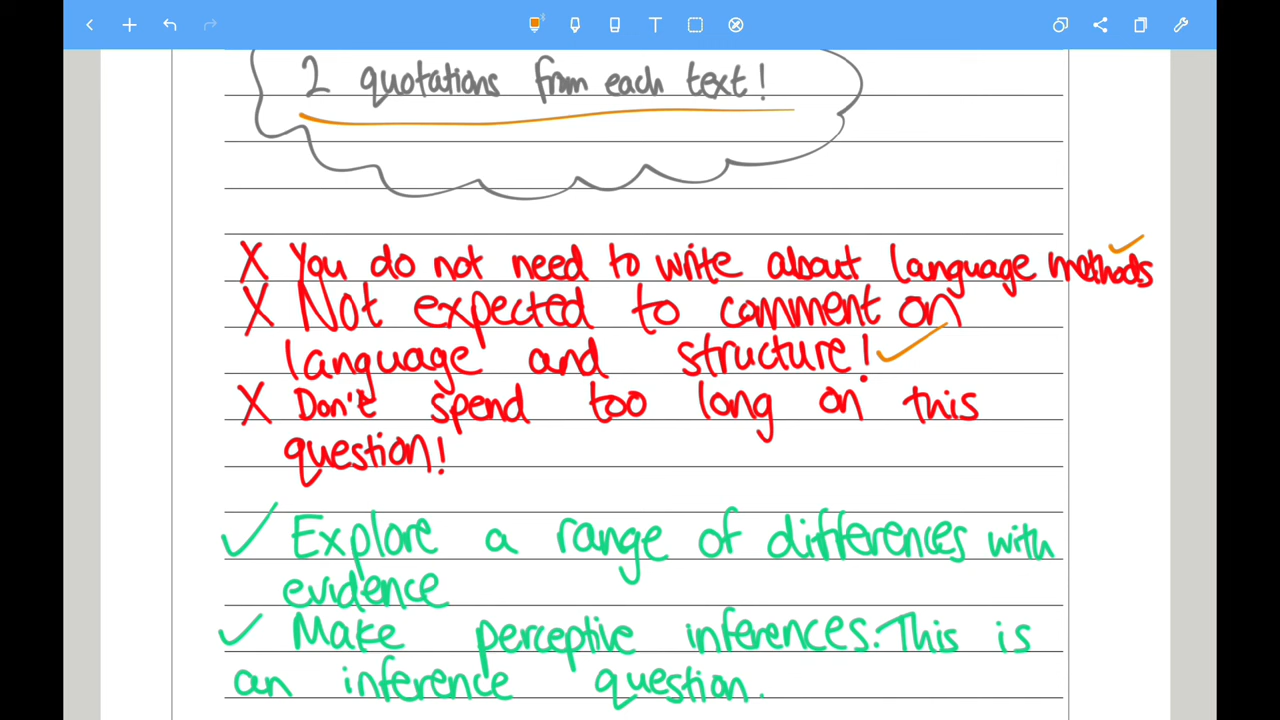 2 quotations from each text!
X You do not need to write about language methods
X Not expected to comment on
language and structure!
X Don't spend too long on this
question!
✓ Explore a range of differences with
evidence
✓ Make perceptive inferences. This is
an inference question.